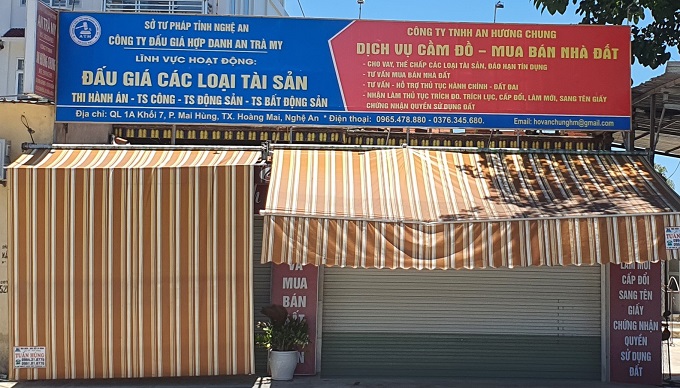 SỞ TƯ PHÁP TỈNH NGHỆ AN
CÔNG TY ĐẤU GIÁ HỢP DANH AN TRÀ MY
LĨNH VỰC HOẠT ĐỘNG:
ĐẤU GIÁ CÁC LOẠI TÀI SẢN
THI HÀNH ÁN - TS CÔNG - TS ĐỘNG SẢN - TS BẤT ĐỘNG SẢN
CÔNG TY TNHH AN HƯƠNG CHUNG
DỊCH VỤ CẦM ĐỒ - MUA BÁN NHÀ ĐẤT
- CHO VAY, THẾ CHẤP CÁC LOẠI TÀI SẢN, ĐÁO HẠN TÍN DỤNG
- TƯ VẤN MUA BÁN NHÀ ĐẤT
- TƯ VẤN - HỖ TRỢ THỦ TỤC HÀNH CHÍNH - ĐẤT ĐAI
- NHẬN LÀM THỦ TỤC TRÍCH ĐO, TRÍCH LỤC, CẤP ĐỔI, LÀM MỚI, SANG TÊN GIẤY
CHỨNG NHẬN QUYỀN SỬ DỤNG ĐẤT
Địa chỉ: QL 1A Khối 7, P. Mai Hùng, TX. Hoàng Mai, Nghệ An * Điện thoại: 0965.478.880 - 0376.345.680.
Email: hovanchunghm@gmail.com
AN TRÀ MY
VÀ
MUA
BÁN
ĐẤT
LÀM MỚI
CẤP ĐỔI
SANG TÊN
GIẤY
CHỨNG NHẬN
QUYỀN
SỬ DỤNG
ĐẤT
TUẤN HÙNG